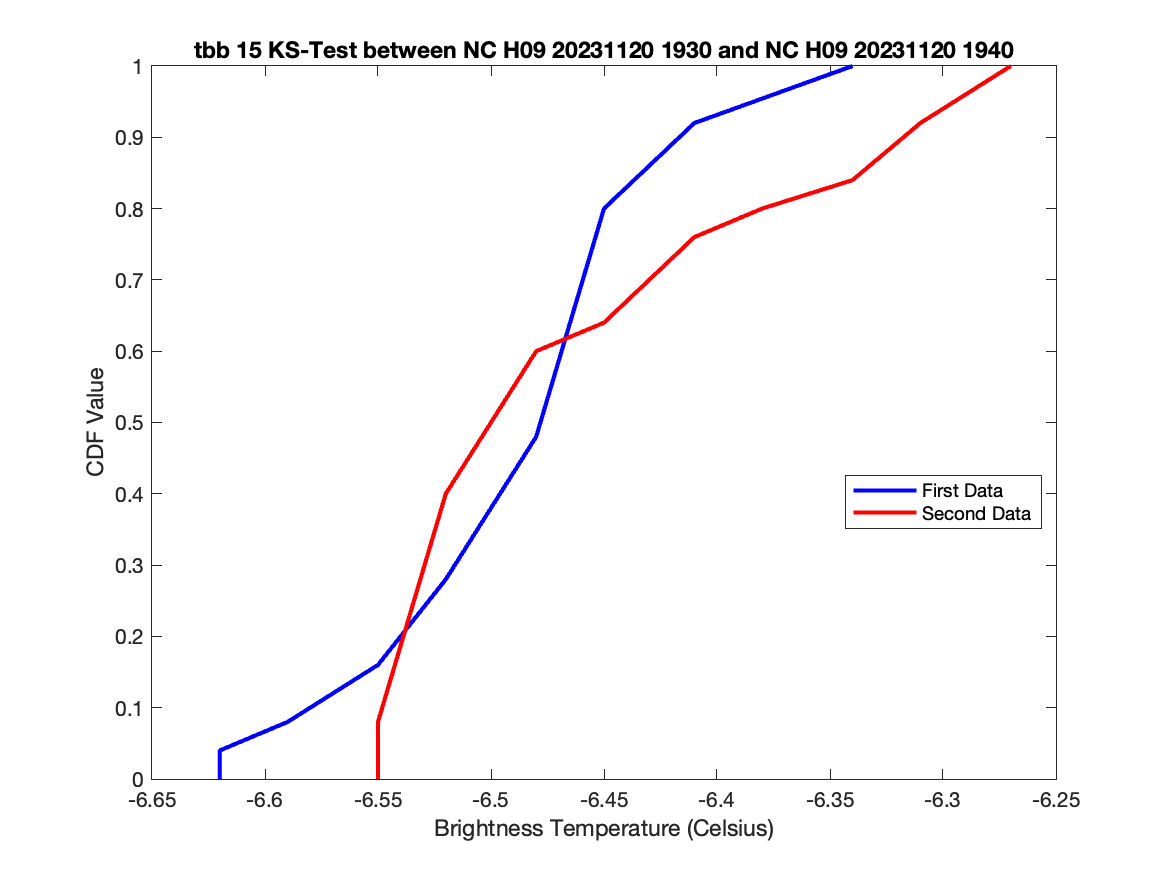 tbb 15 KS-Test between NC H09 20231120 1930 and NC H09 20231120 1940
1
0.9
0.8
0.7
0.6
0.5
0.4
0.3
0.2
0.1
0
CDF Value
First Data
Second Data
-6.65 -6.6 -6.55 -6.5 -6.45 -6.4 -6.35 -6.3 -6.25
Brightness Temperature (Celsius)